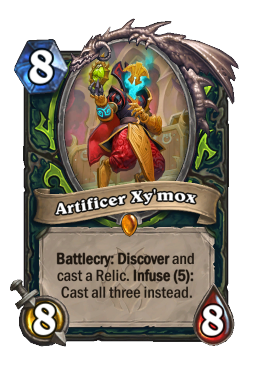 8
Artificer Xy'mox
Battlecry: Discover and
cast a Relic. Infuse (5):
Cast all three instead.
8
8